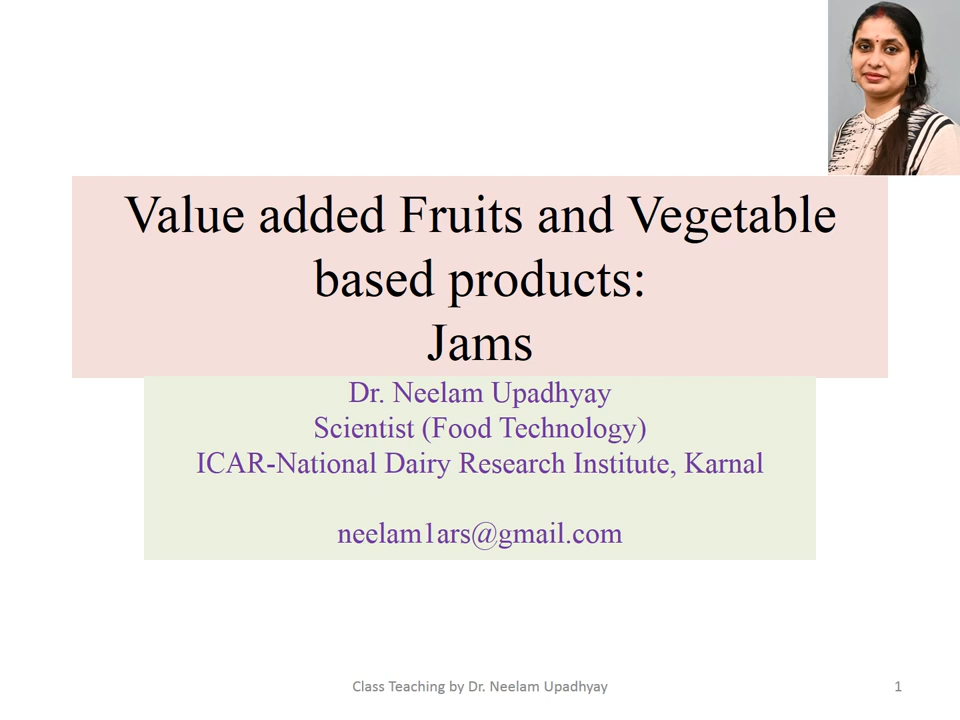 Value added Fruits and Vegetable
based products:
Jams
Dr. Neelam Upadhyay
Scientist (Food Technology)
ICAR-National Dairy Research Institute, Karnal
neelam1ars@gmail.com
Class Teaching by Dr. Neelam Upadhyay
1